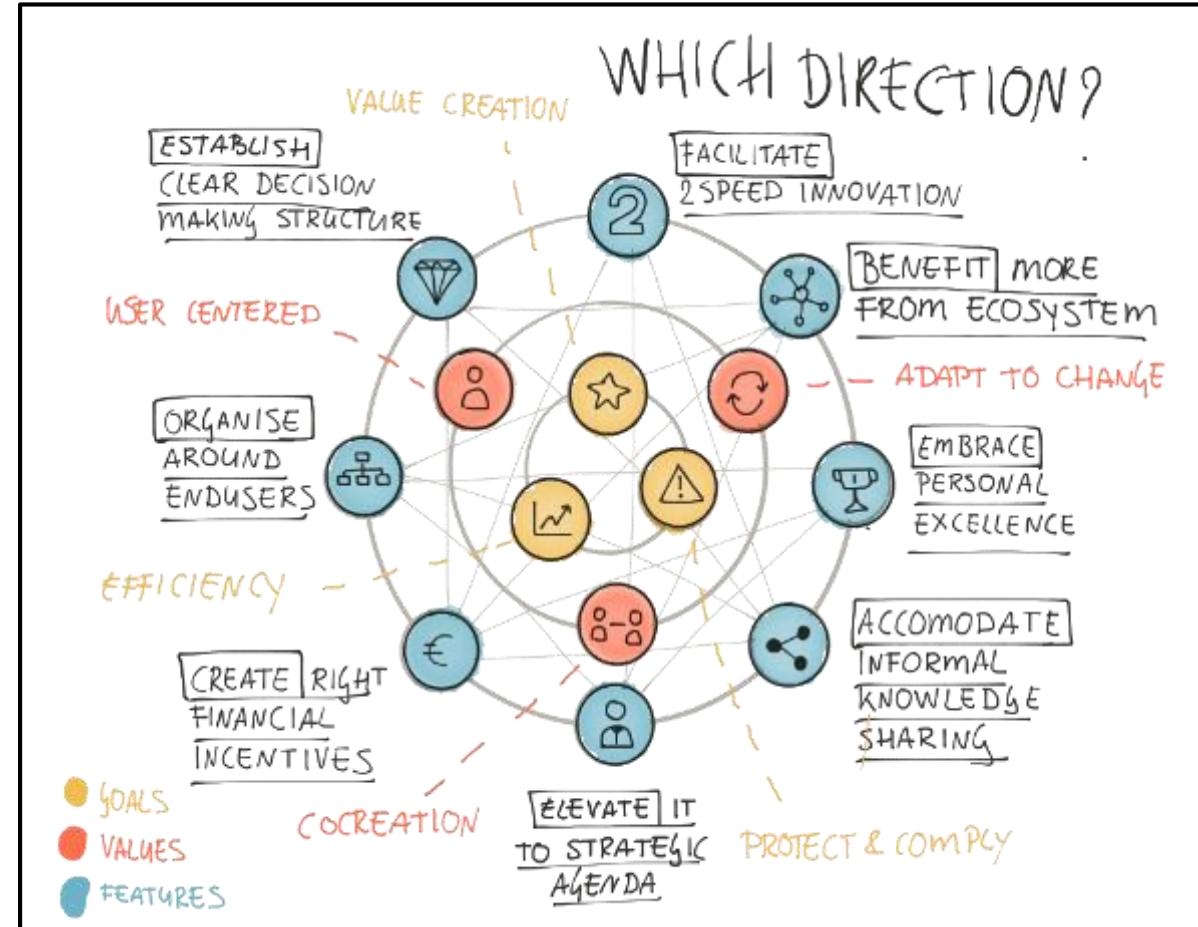 WHICH DIRECTION?
VALUE CREATION
ESTABLISH
CLEAR DECISION
MAKING STRUCTURE
FACILITATE
2SPEED INNOVATION
2
BENEFIT MORE
FROM ECOSYSTEM
USER CENTERED
ADAPT TO CHANGE
ORGANISE
AROUND
ENDUSERS
EMBRACE
PERSONAL
EXCELLENCE
EFFICIENCY
€
CREATE RIGHT
FINANCIAL
INCENTIVES
ACCOMODATE
INFORMAL
KNOWLEDGE
SHARING
COCREATION
ELEVATE IT
TO STRATEGIC
AGENDA
PROTECT & COMPLY
GOALS
VALUES
FEATURES